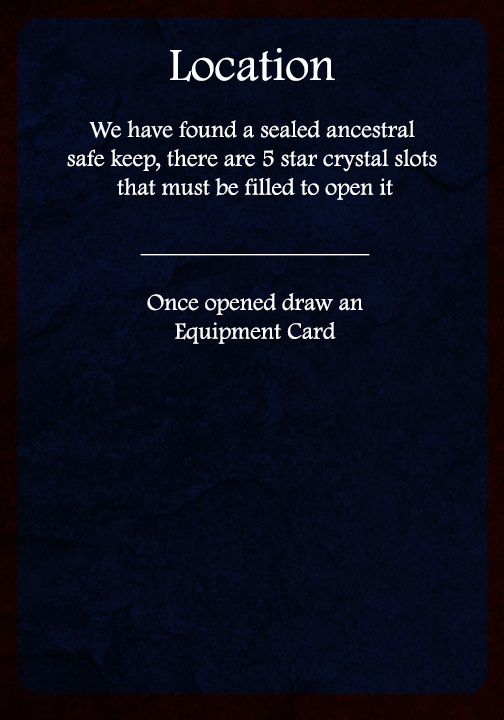 Location
We have found a sealed ancestral
safe keep, there are 5 star crystal slots
that must be filled to open it
Once opened draw an
Equipment Card